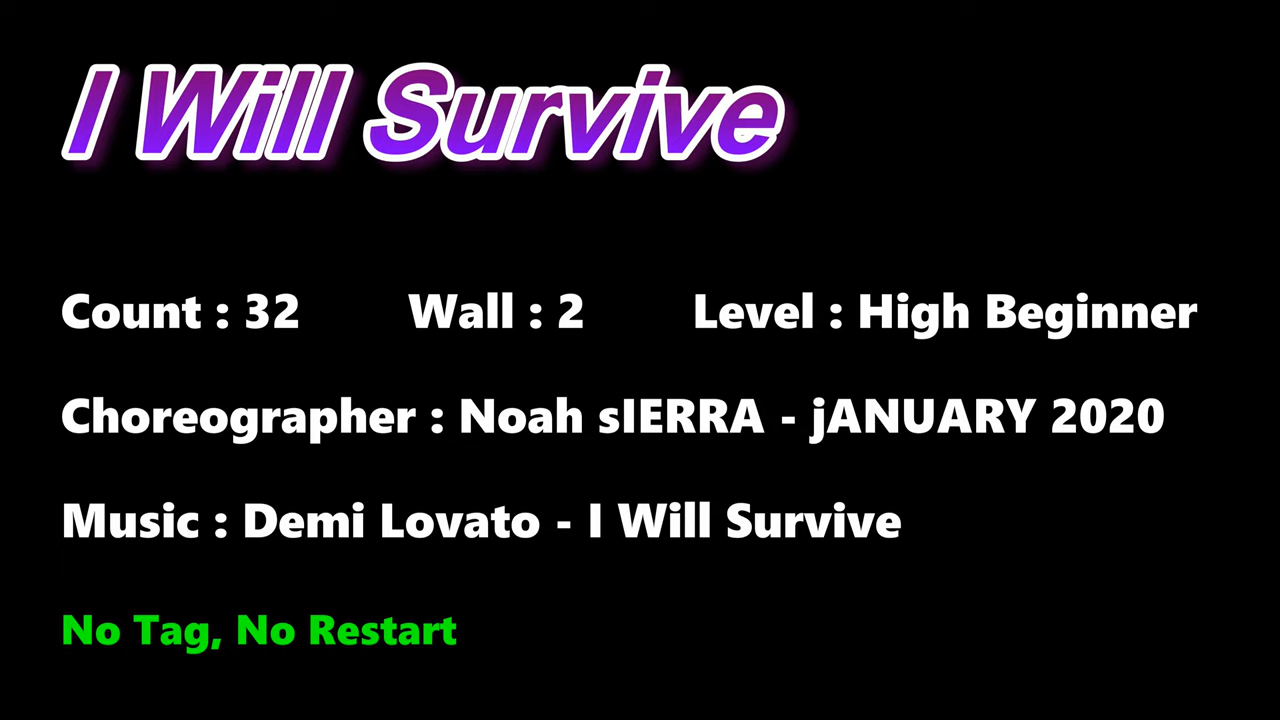 I Will Survive
Count : 32 Wall : 2 Level : High Beginner
Choreographer : Noah sIERRA - jANUARY 2020
Music : Demi Lovato - I Will Survive
No Tag, No Restart